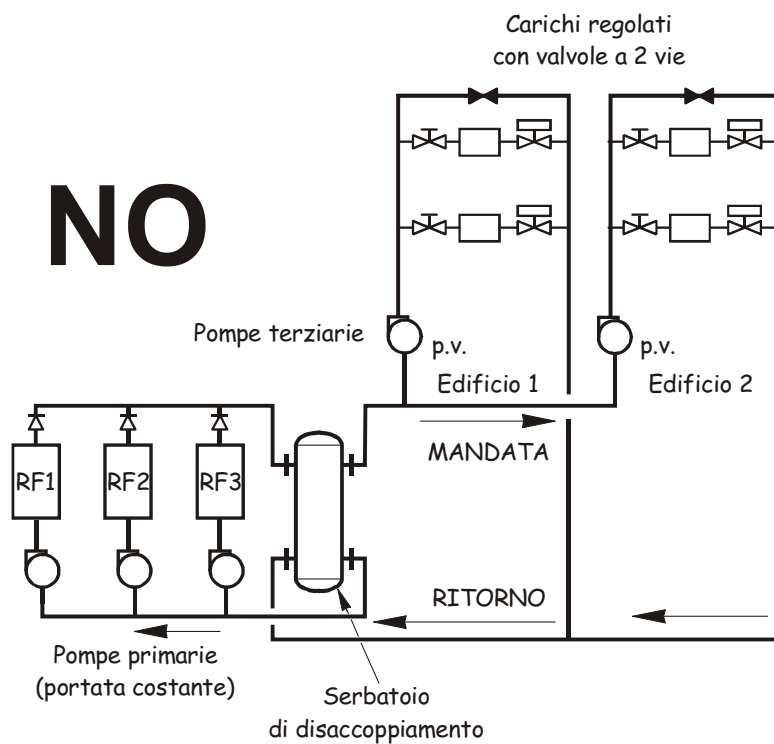 Carichi regolati
con valvole a 2 vie
NO
Pompe terziarie
p.v.
p.v.
Edificio 1
Edificio 2
MANDATA
RF1
RF2
RF3
RITORNO
Pompe primarie
(portata costante)
Serbatoio
di disaccoppiamento